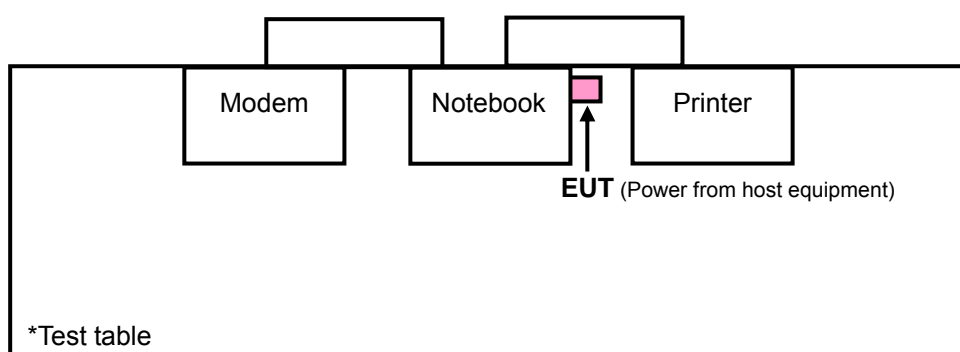 Modem
Notebook
Printer
EUT (Power from host equipment)
*Test table